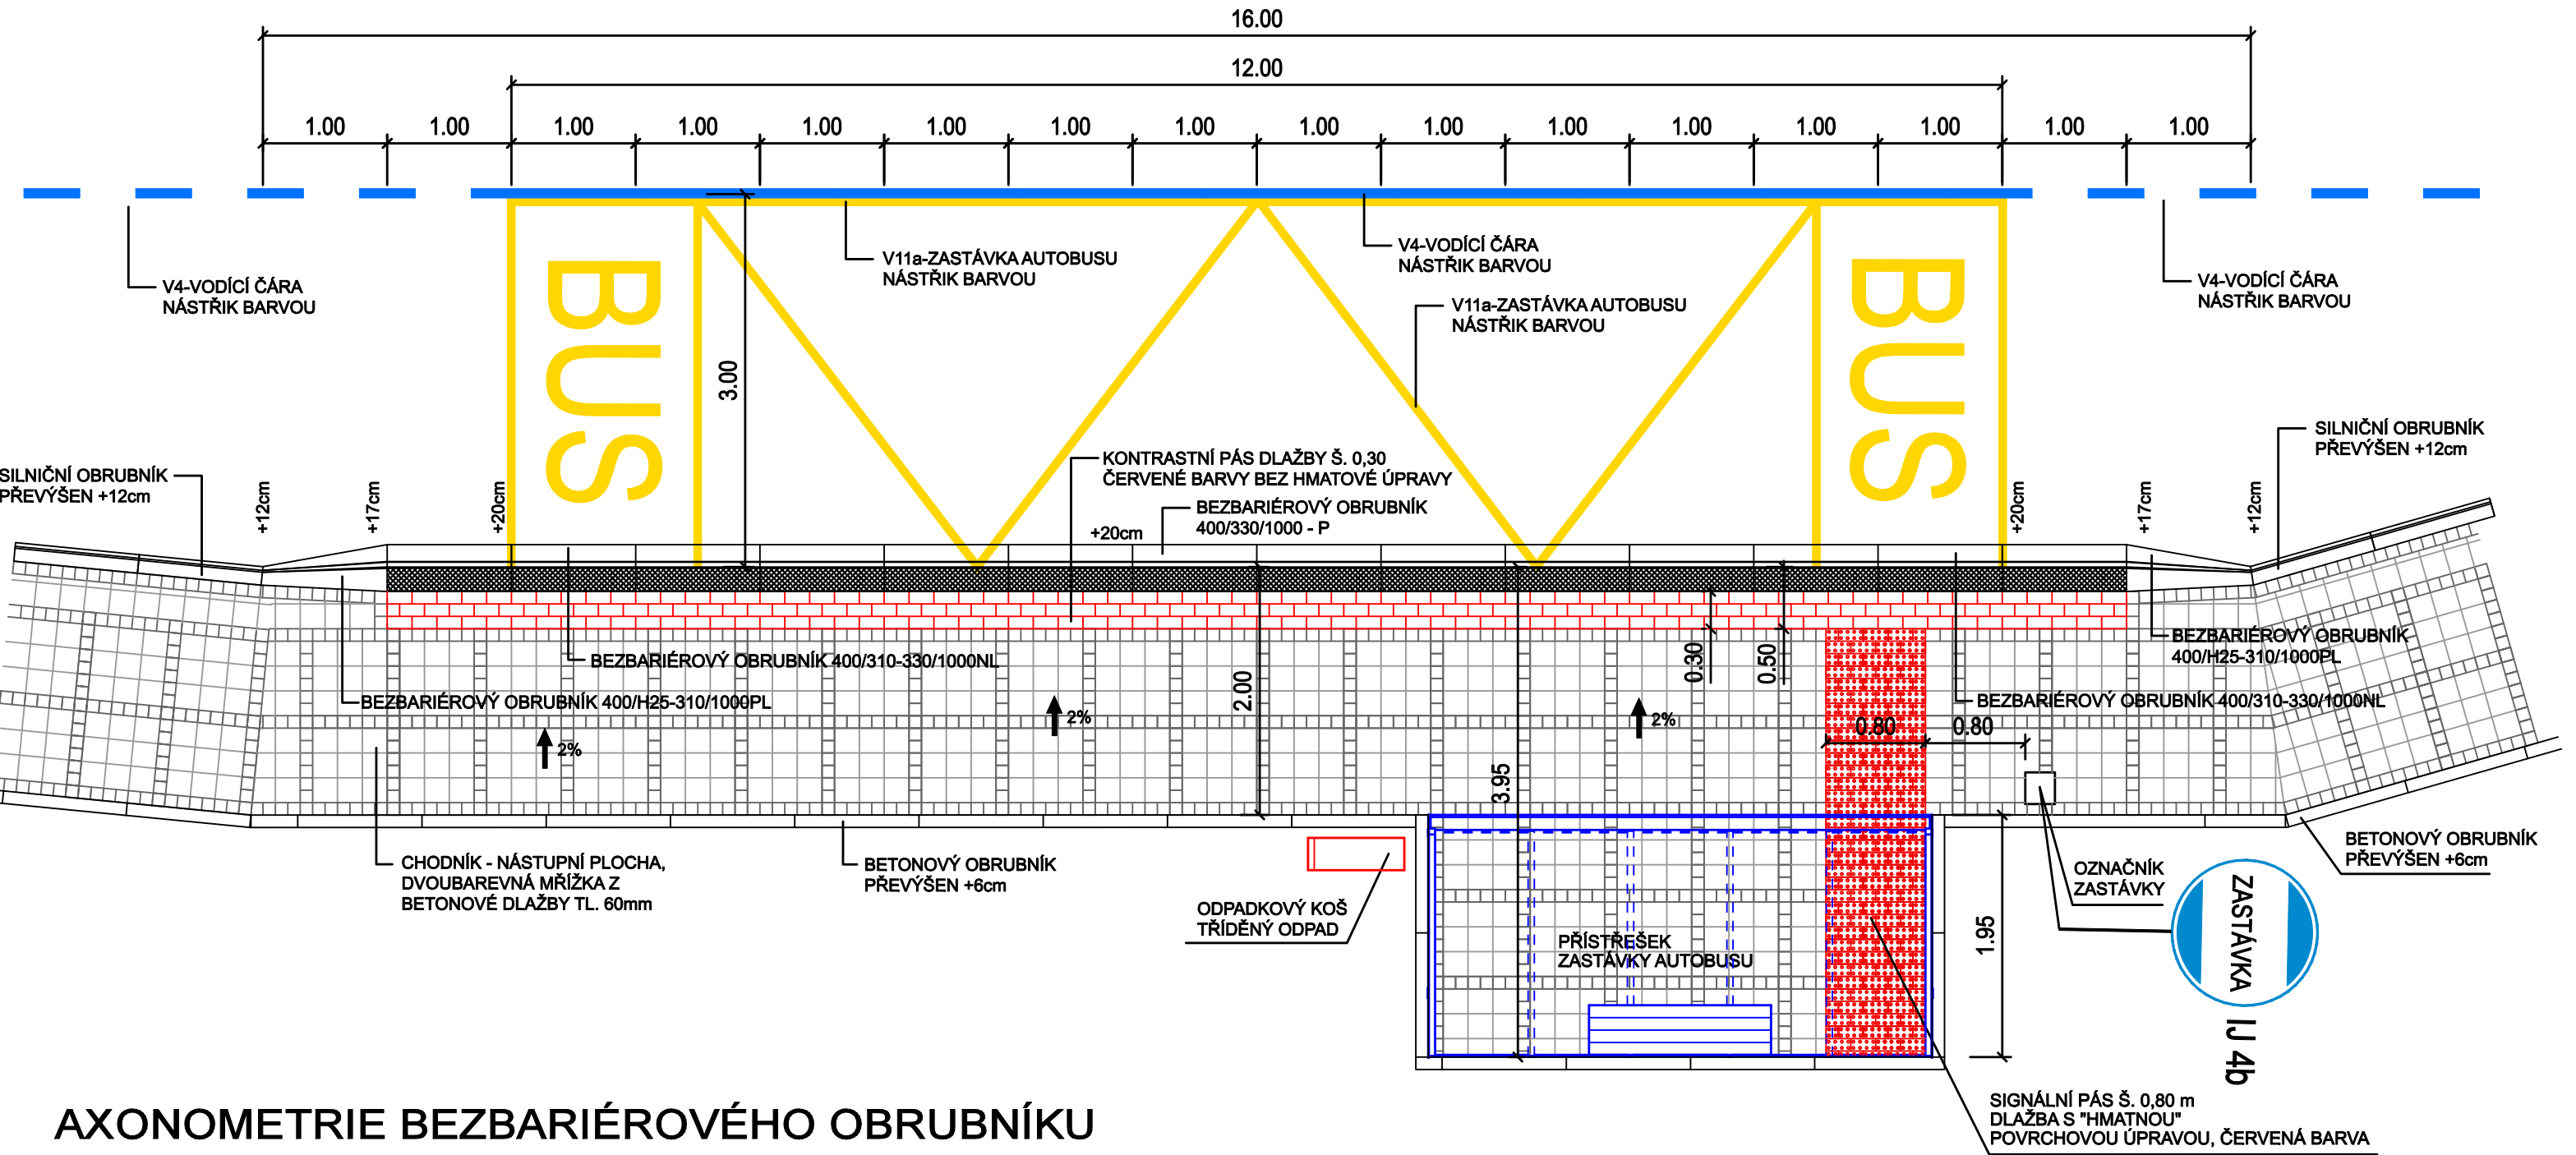 16.00
12.00
1.00 1.00 1.00 1.00 1.00 1.00 1.00 1.00 1.00 1.00 1.00 1.00 1.00 1.00 1.00 1.00
V4-VODÍCÍ ČÁRA
NÁSTŘIK BARVOU
BUS
3.00
V11a-ZASTÁVKA AUTOBUSU
NÁSTŘIK BARVOU
V4-VODÍCÍ ČÁRA
NÁSTŘIK BARVOU
V11a-ZASTÁVKA AUTOBUSU
NÁSTŘIK BARVOU
BUS
V4-VODÍCÍ ČÁRA
NÁSTŘIK BARVOU
SILNIČNÍ OBRUBNÍK
PŘEVÝŠEN +12cm
+12cm
+17cm
+20cm
KONTRASTNÍ PÁS DLAŽBY Š. 0,30
ČERVENÉ BARVY BEZ HMATOVÉ ÚPRAVY
BEZBARIÉROVÝ OBRUBNÍK
400/330/1000 - P
+20cm
+20cm
+17cm
+12cm
SILNIČNÍ OBRUBNÍK
PŘEVÝŠEN +12cm
BEZBARIÉROVÝ OBRUBNÍK 400/310-330/1000NL
BEZBARIÉROVÝ OBRUBNÍK 400/H25-310/1000PL
2.00
0.30
0.50
BEZBARIÉROVÝ OBRUBNÍK
400/H25-310/1000PL
BEZBARIÉROVÝ OBRUBNÍK 400/310-330/1000NL
2%
2%
2%
0.80
0.80
3.95
CHODNÍK - NÁSTUPNÍ PLOCHA,
DVOUBAREVNÁ MŘÍŽKA Z
BETONOVÉ DLAŽBY TL. 60mm
BETONOVÝ OBRUBNÍK
PŘEVÝŠEN +6cm
ODPADKOVÝ KOŠ
TŘÍDĚNÝ ODPAD
PŘÍSTŘEŠEK
ZASTÁVKY AUTOBUSU
1.95
OZNAČNÍK
ZASTÁVKY
ZASTÁVKA
IJ 4b
BETONOVÝ OBRUBNÍK
PŘEVÝŠEN +6cm
SIGNÁLNÍ PÁS Š. 0,80 m
DLAŽBA S "HMATNOU"
POVRCHOVOU ÚPRAVOU, ČERVENÁ BARVA
AXONOMETRIE BEZBARIÉROVÉHO OBRUBNÍKU